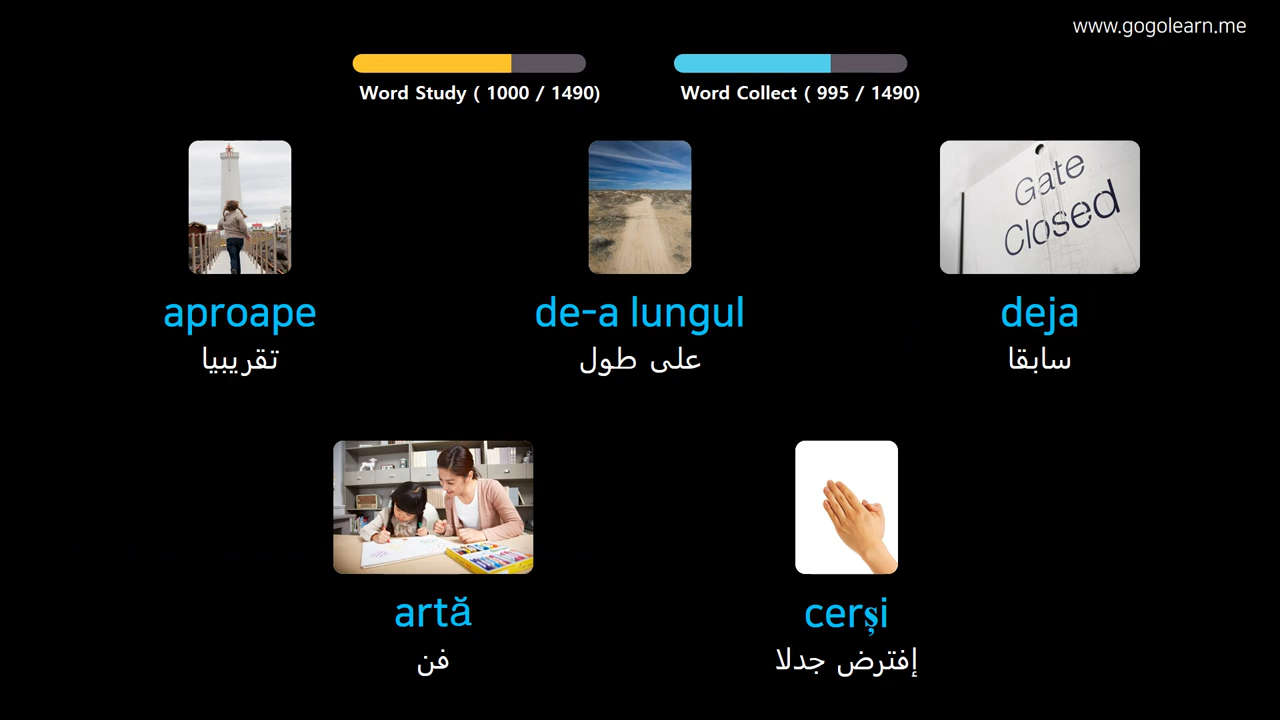 www.gogolearn.me
Word Study ( 1000 / 1490)
Word Collect ( 995 / 1490)
Gate
Closed
aproape
تقريبيا
de-a lungul
على طول
deja
سابقا
artă
فن
cerși
إفترض جدلا